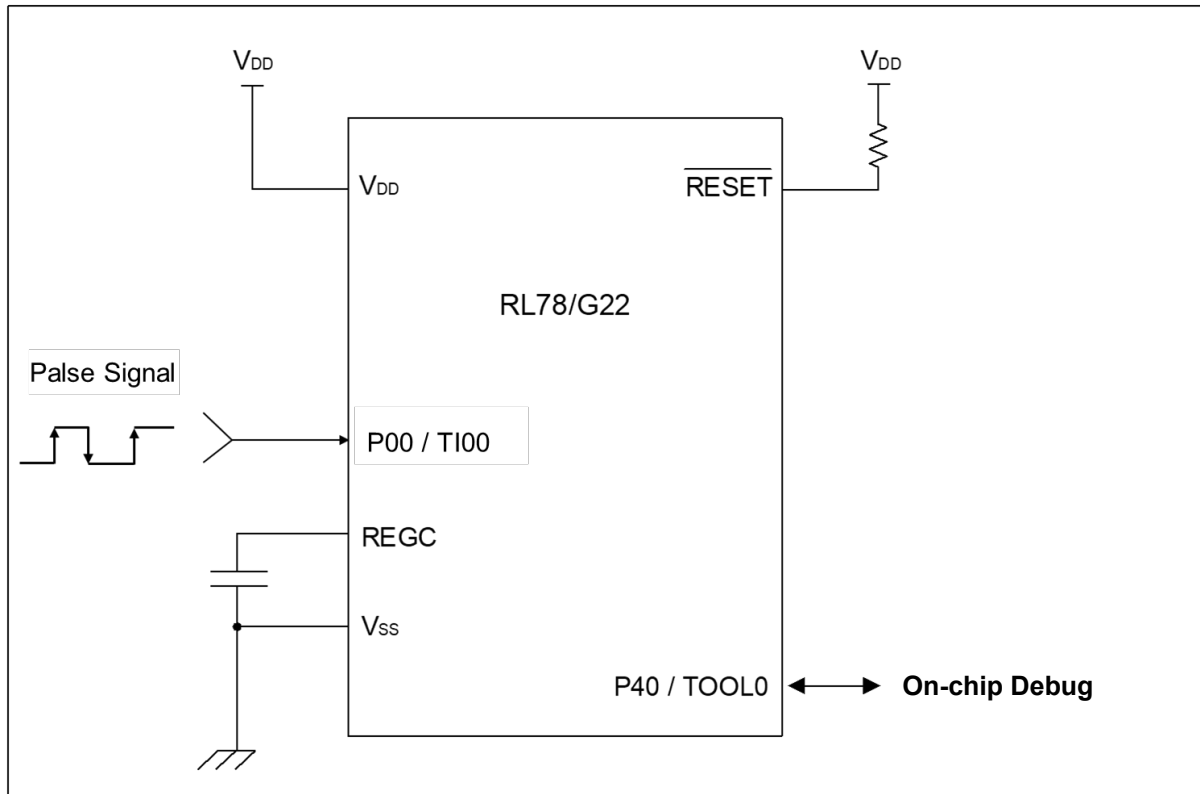 VDD
VDD
VDD
RESET
RL78/G22
Palse Signal
P00 / TI00
REGC
VSS
P40 / TOOL0
On-chip Debug